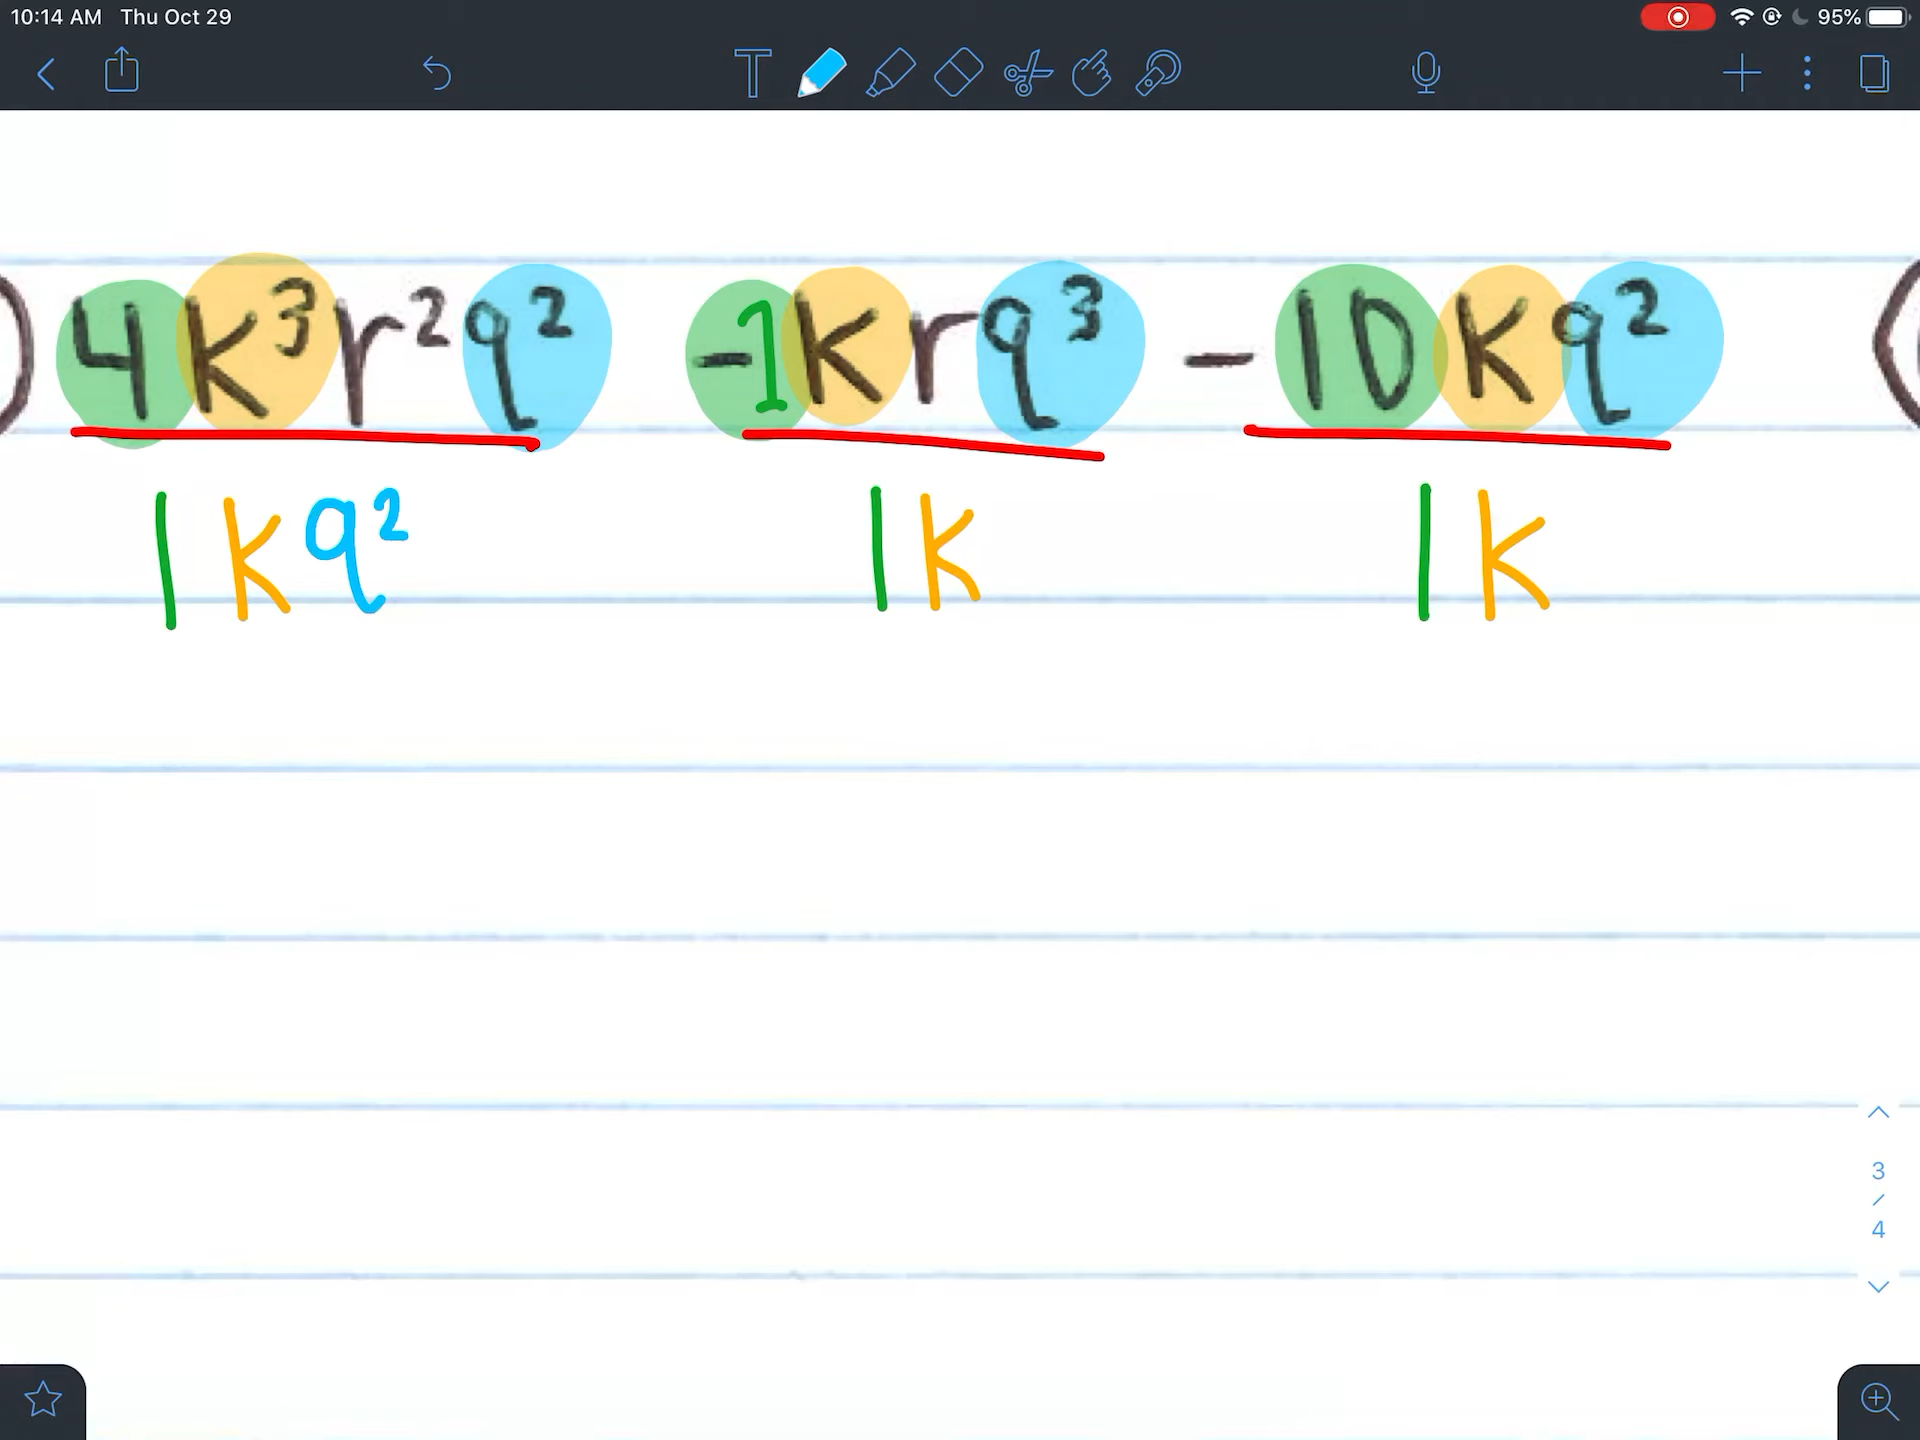 10:14 AM Thu Oct 29 95%
4k³r²q² -1krq³ - 10kq²
1kq² 1k 1k
3
/
4